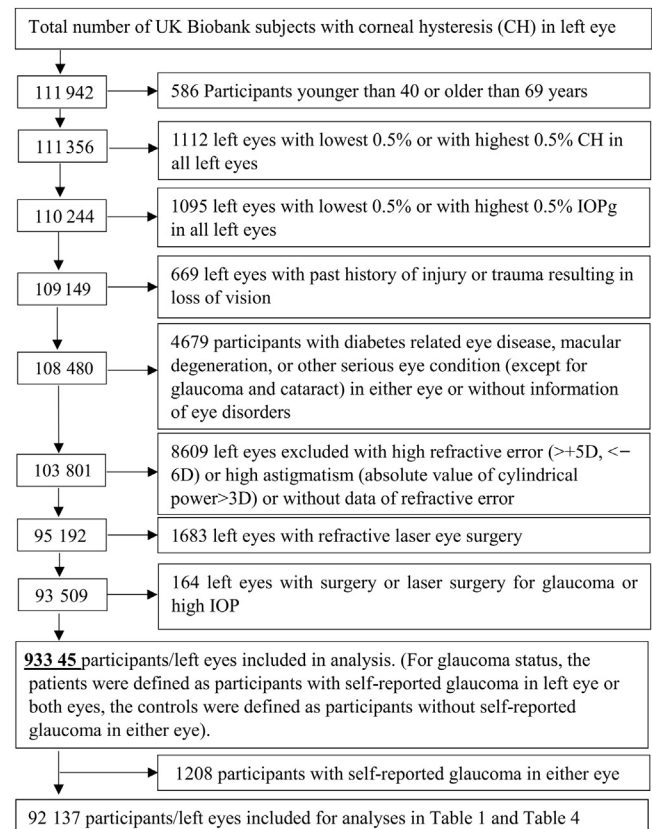 Total number of UK Biobank subjects with corneal hysteresis (CH) in left eye
111 942
586 Participants younger than 40 or older than 69 years
111 356
1112 left eyes with lowest 0.5% or with highest 0.5% CH in
all left eyes
110 244
1095 left eyes with lowest 0.5% or with highest 0.5% IOPg
in all left eyes
109 149
669 left eyes with past history of injury or trauma resulting in
loss of vision
108 480
4679 participants with diabetes related eye disease, macular
degeneration, or other serious eye condition (except for
glaucoma and cataract) in either eye or without information
of eye disorders
103 801
8609 left eyes excluded with high refractive error (>+5D, <−
6D) or high astigmatism (absolute value of cylindrical
power>3D) or without data of refractive error
95 192
1683 left eyes with refractive laser eye surgery
93 509
164 left eyes with surgery or laser surgery for glaucoma or
high IOP
933 45 participants/left eyes included in analysis. (For glaucoma status, the
patients were defined as participants with self-reported glaucoma in left eye or
both eyes, the controls were defined as participants without self-reported
glaucoma in either eye).
1208 participants with self-reported glaucoma in either eye
92 137 participants/left eyes included for analyses in Table 1 and Table 4